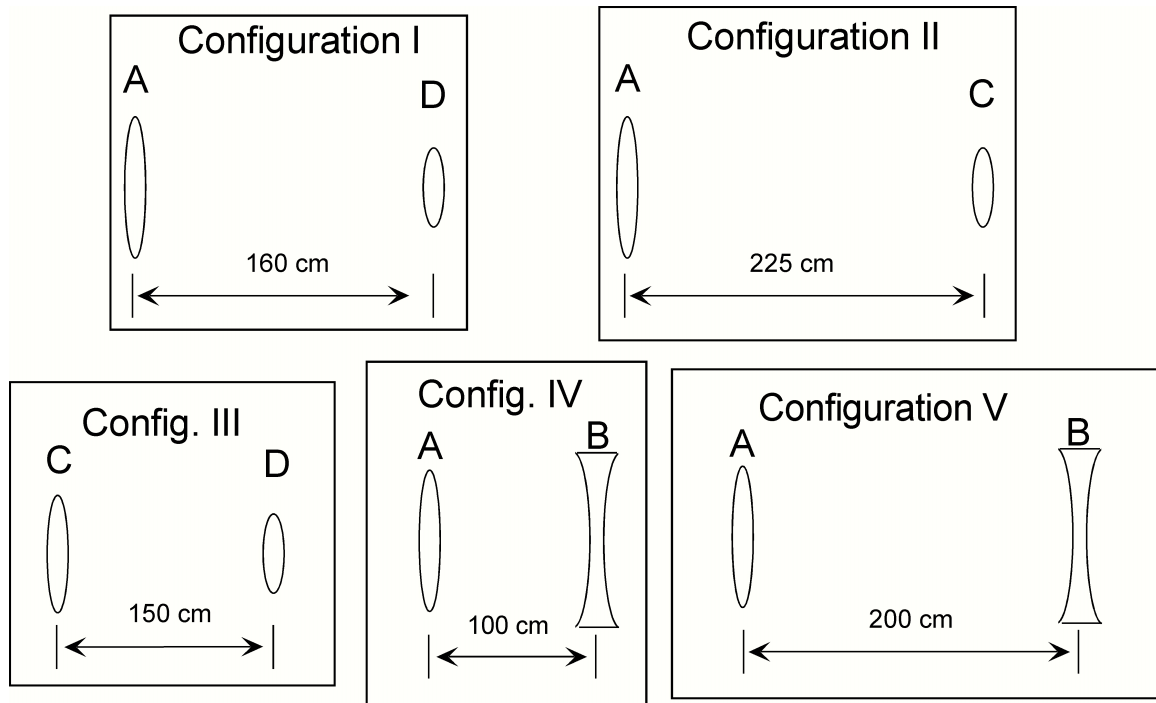 Configuration I
A
D
160 cm
Configuration II
A
C
225 cm
Config. III
C
D
150 cm
Config. IV
A
B
100 cm
Configuration V
A
B
200 cm